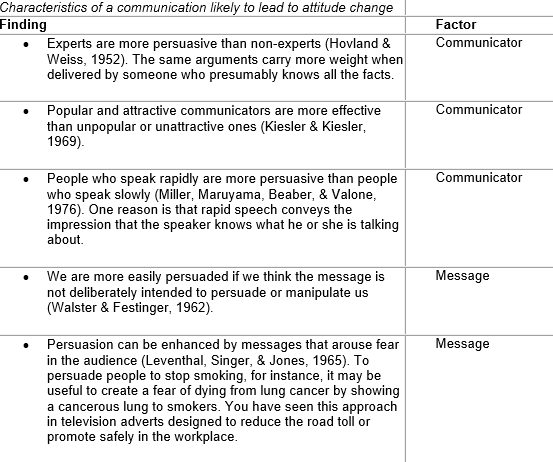 Characteristics of a communication likely to lead to attitude change
Finding Factor
• Experts are more persuasive than non-experts (Hovland & Communicator
Weiss, 1952). The same arguments carry more weight when
delivered by someone who presumably knows all the facts.
• Popular and attractive communicators are more effective Communicator
than unpopular or unattractive ones (Kiesler & Kiesler,
1969).
• People who speak rapidly are more persuasive than people Communicator
who speak slowly (Miller, Maruyama, Beaber, & Valone,
1976). One reason is that rapid speech conveys the
impression that the speaker knows what he or she is talking
about.
• We are more easily persuaded if we think the message is Message
not deliberately intended to persuade or manipulate us
(Walster & Festinger, 1962).
• Persuasion can be enhanced by messages that arouse fear Message
in the audience (Leventhal, Singer, & Jones, 1965). To
persuade people to stop smoking, for instance, it may be
useful to create a fear of dying from lung cancer by showing
a cancerous lung to smokers. You have seen this approach
in television adverts designed to reduce the road toll or
promote safely in the workplace.